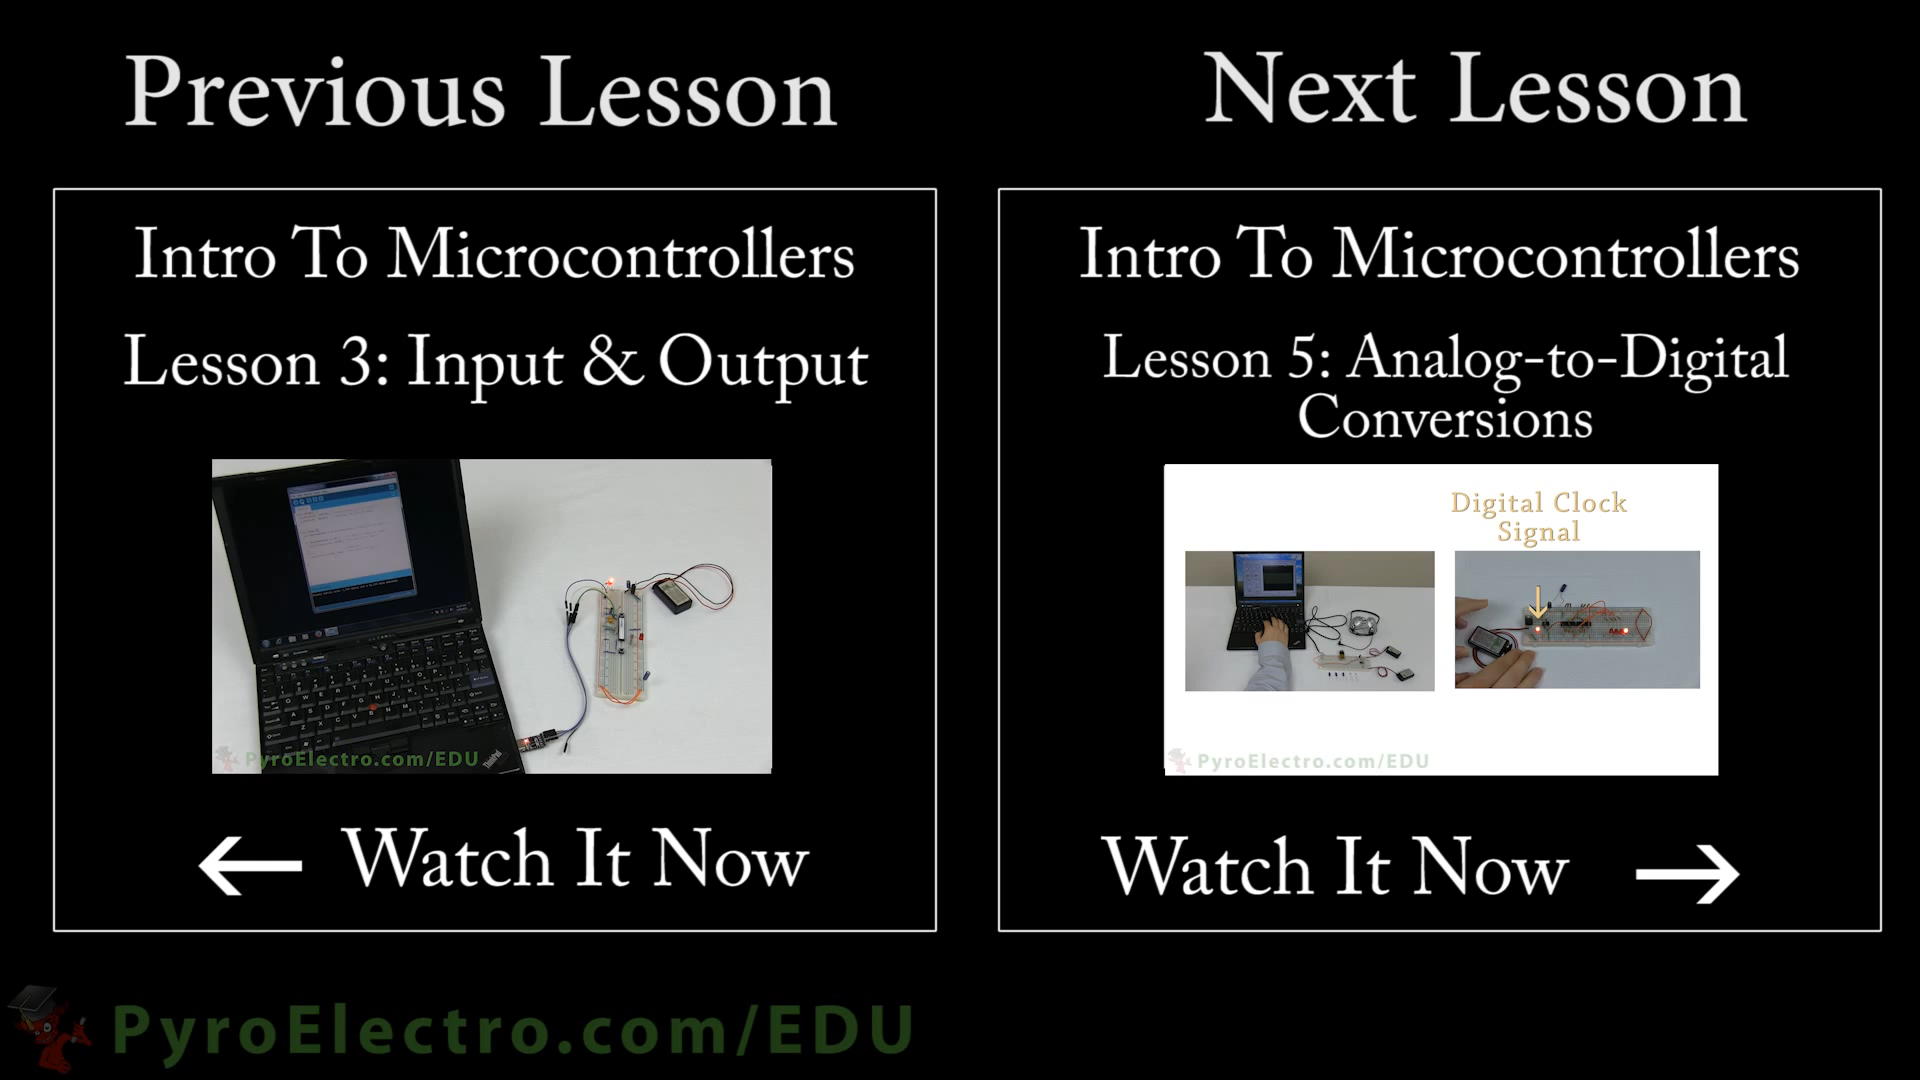 Previous Lesson
Intro To Microcontrollers
Lesson 3: Input & Output
PyroElectro.com/EDU
ThinkPad
← Watch It Now
Next Lesson
Intro To Microcontrollers
Lesson 5: Analog-to-Digital
Conversions
Digital Clock
Signal
PyroElectro.com/EDU
Watch It Now →
PyroElectro.com/EDU